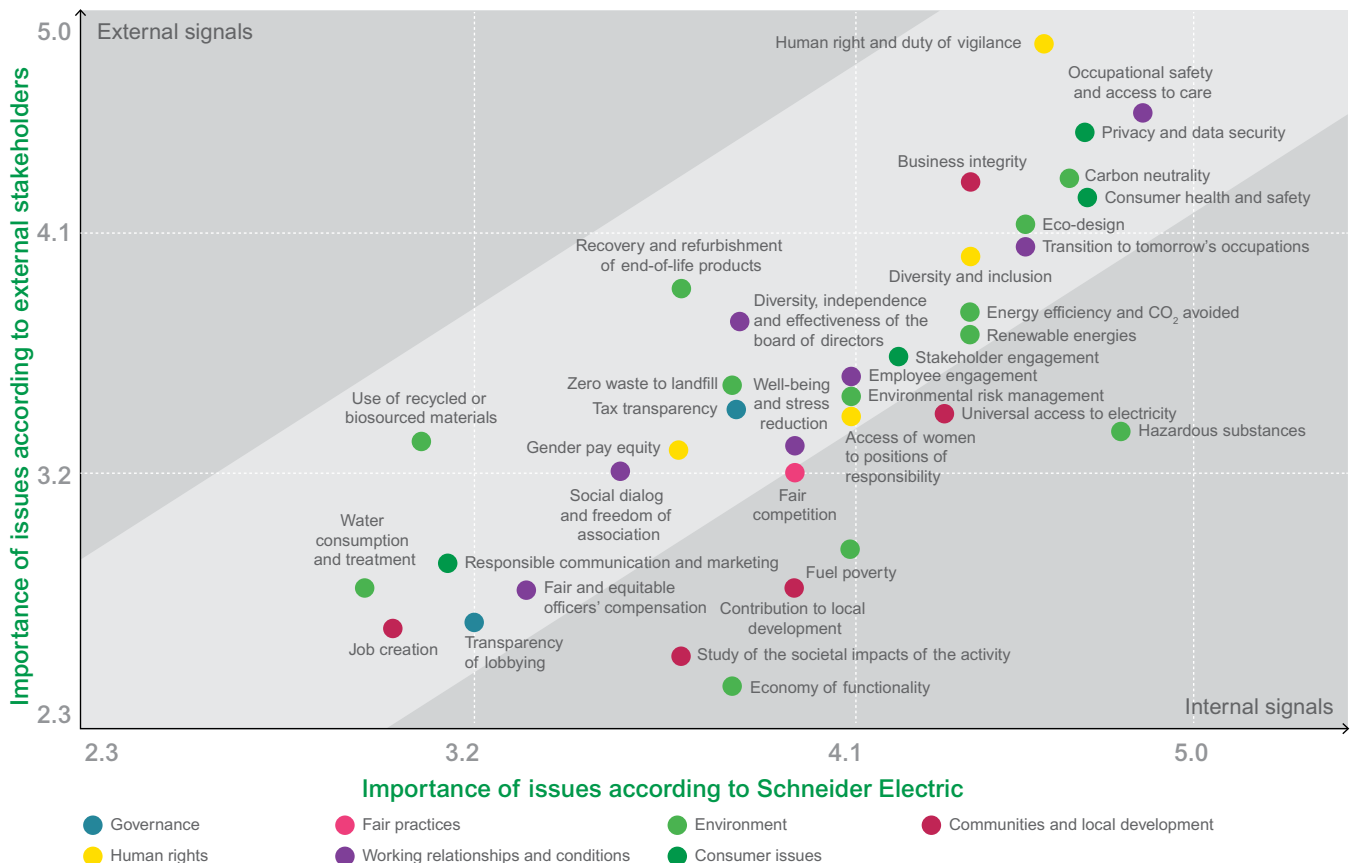 5.0
External signals
Human right and duty of vigilance
Occupational safety
and access to care
Privacy and data security
Business integrity
Carbon neutrality
Consumer health and safety
4.1
Eco-design
Transition to tomorrow's occupations
Recovery and refurbishment
of end-of-life products
Diversity and inclusion
Diversity, independence
and effectiveness of the
board of directors
Energy efficiency and CO₂ avoided
Renewable energies
Stakeholder engagement
Zero waste to landfill
Well-being
and stress
reduction
Employee engagement
Environmental risk management
Use of recycled or
biosourced materials
Tax transparency
Universal access to electricity
Hazardous substances
Gender pay equity
Access of women
to positions of
responsibility
3.2
Social dialog
and freedom of
association
Fair
competition
Water
consumption
and treatment
Responsible communication and marketing
Fuel poverty
Fair and equitable
officers' compensation
Contribution to local
development
Job creation
Transparency
of lobbying
Study of the societal impacts of the activity
Economy of functionality
2.3
Internal signals
Importance of issues according to external stakeholders
2.3
3.2
4.1
5.0
Importance of issues according to Schneider Electric
Governance
Fair practices
Environment
Communities and local development
Human rights
Working relationships and conditions
Consumer issues